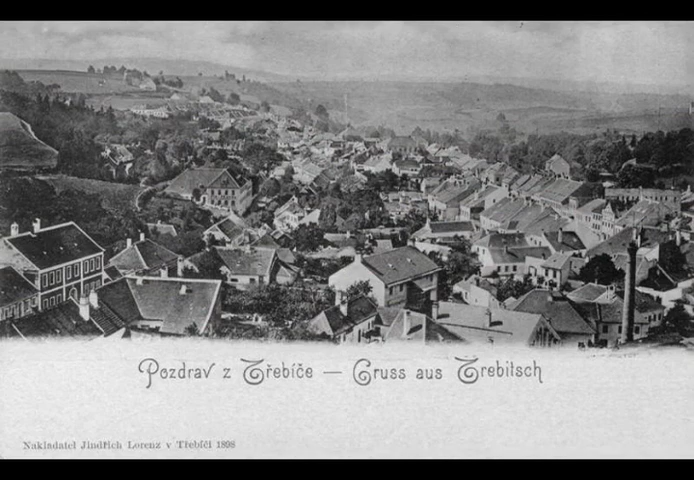 Pozdrav z Třebíče — Gruss aus Trebitsch
Nakladatel Jindřich Lorenz v Třebíči 1898